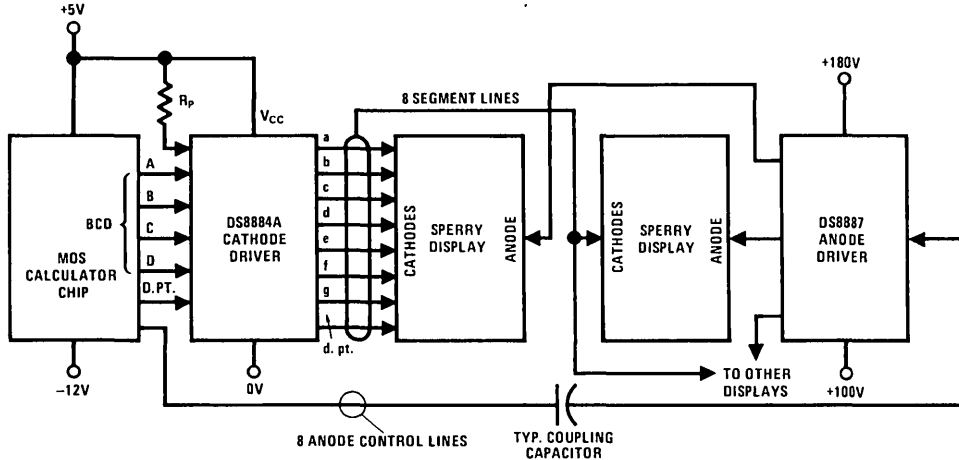 +5V
+180V
8 SEGMENT LINES
RP
VCC
a
A
b
B
c
BCD
C
d
D
e
D.PT.
f
g
d. pt.
MOS
CALCULATOR
CHIP
DS8884A
CATHODE
DRIVER
CATHODES
SPERRY
DISPLAY
ANODE
CATHODES
SPERRY
DISPLAY
ANODE
DS8887
ANODE
DRIVER
-12V
0V
TO OTHER
DISPLAYS
+100V
8 ANODE CONTROL LINES
TYP. COUPLING
CAPACITOR